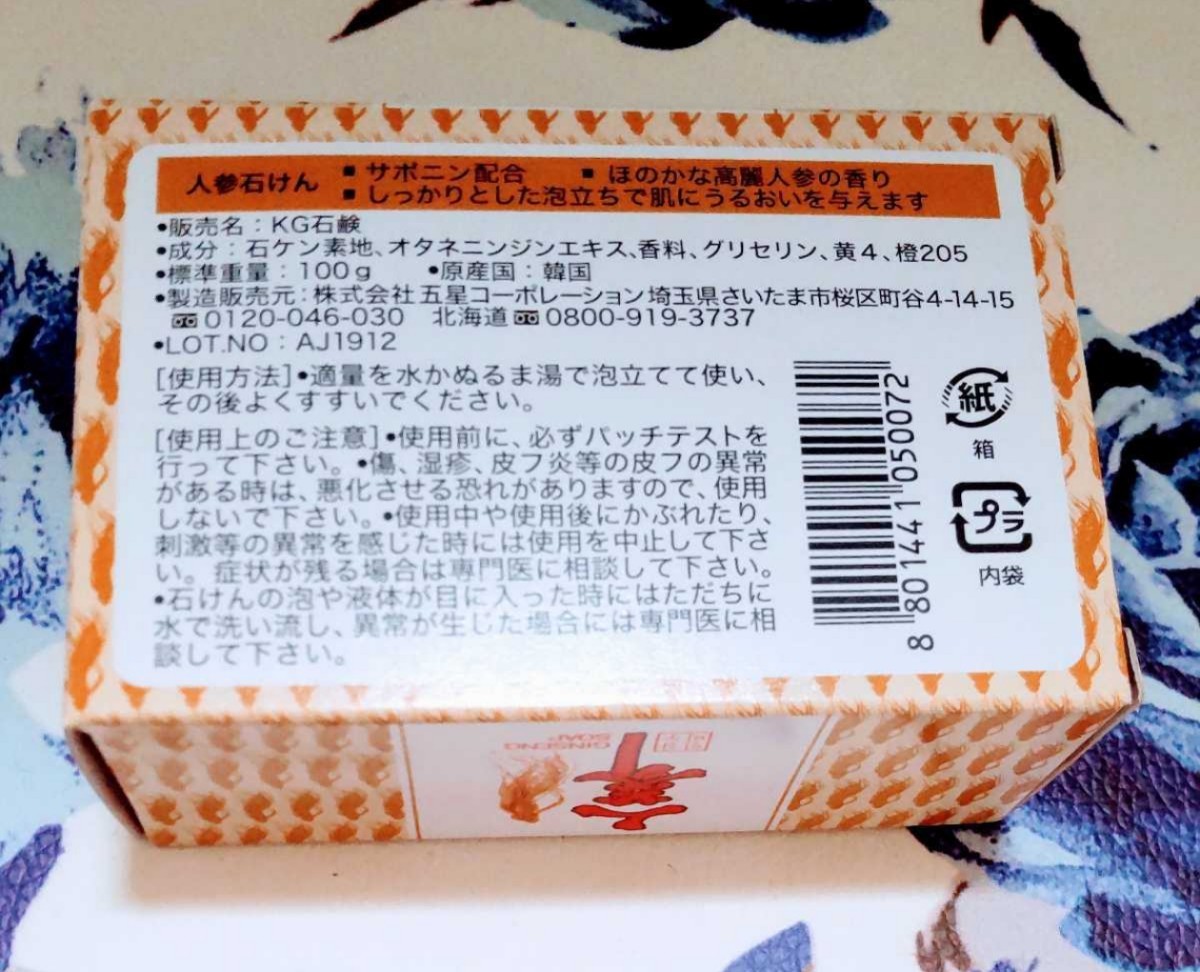 人参石けん
■ サポニン配合 ■ ほのかな高麗人参の香り
■ しっかりとした泡立ちで肌にうるおいを与えます
•販売名：KG石鹸
•成分：石ケン素地、オタネニンジンエキス、香料、グリセリン、黄4、橙205
•標準重量：100g •原産国：韓国
•製造販売元：株式会社五星コーポレーション埼玉県さいたま市桜区町谷4-14-15
0120-046-030 北海道 0800-919-3737
•LOT.NO：AJ1912
[使用方法]•適量を水かぬるま湯で泡立てて使い、
その後よくすすいでください。
[使用上のご注意]•使用前に、必ずパッチテストを
行って下さい。•傷、湿疹、皮フ炎等の皮フの異常
がある時は、悪化させる恐れがありますので、使用
しないで下さい。•使用中や使用後にかぶれたり、
刺激等の異常を感じた時には使用を中止して下さ
い。症状が残る場合は専門医に相談して下さい。
•石けんの泡や液体が目に入った時にはただちに
水で洗い流し、異常が生じた場合には専門医に相
談して下さい。
8 801441 050072
紙
箱
プラ
内袋
GINSENG
SOAP
人蔘